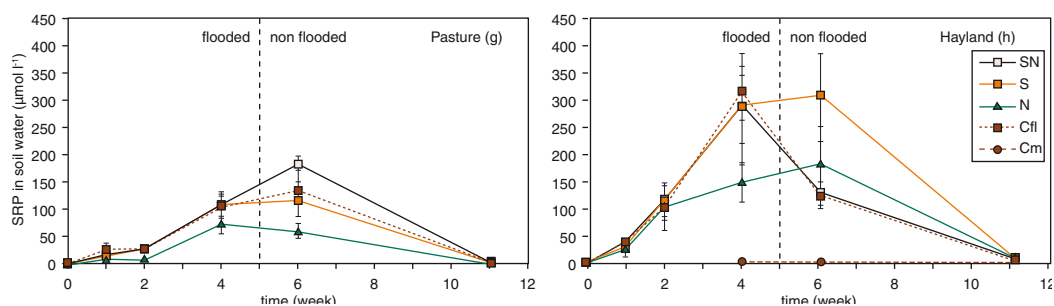 450
400
350
300
250
200
150
100
50
0
SRP in soil water (µmol l⁻¹)
flooded
non flooded
Pasture (g)
0 2 4 6 8 10 12
time (week)
450
400
350
300
250
200
150
100
50
0
flooded
non flooded
Hayland (h)
SN
S
N
Cfl
Cm
0 2 4 6 8 10 12
time (week)